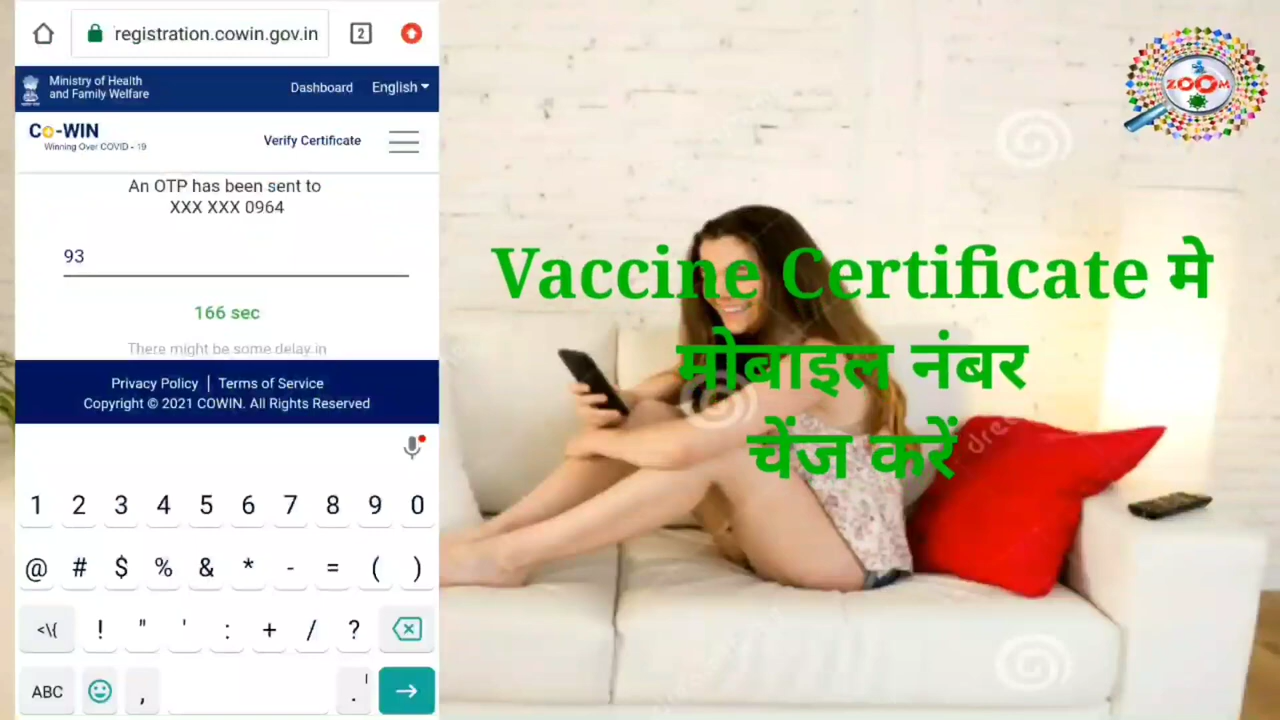 registration.cowin.gov.in
2
Ministry of Health
and Family Welfare
Dashboard
English
Co-WIN
Winning Over COVID - 19
Verify Certificate
An OTP has been sent to
XXX XXX 0964
93
166 sec
There might be some delay in
Privacy Policy | Terms of Service
Copyright © 2021 COWIN. All Rights Reserved
1 2 3 4 5 6 7 8 9 0
@ # $ % & * - = ( )
<\{ ! " ' : + / ?
ABC , . !
ZOOM
Vaccine Certificate मे
मोबाइल नंबर
चेंज करें